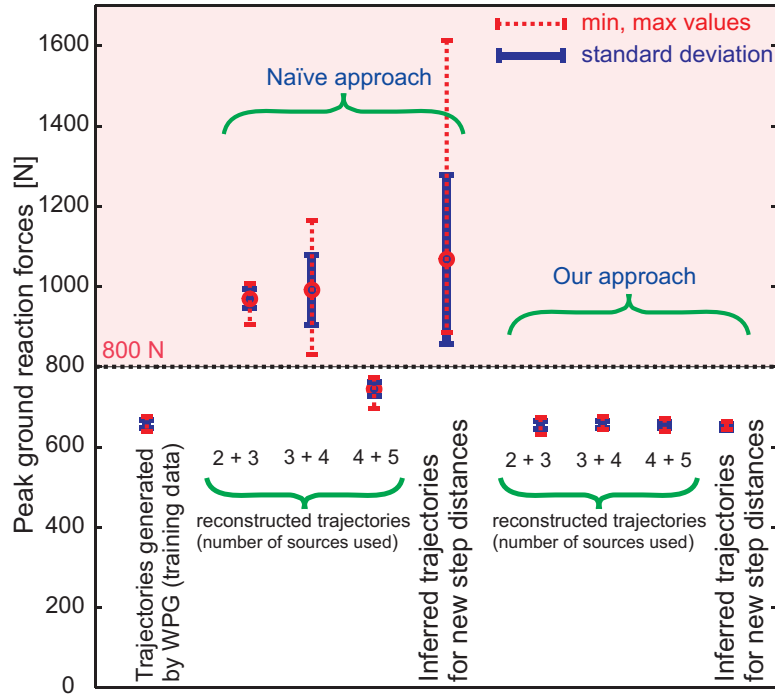 Peak ground reaction forces [N]
1600
1400
1200
1000
800
600
400
200
0
min, max values
standard deviation
Naïve approach
Our approach
800 N
2 + 3
3 + 4
4 + 5
2 + 3
3 + 4
4 + 5
reconstructed trajectories
(number of sources used)
reconstructed trajectories
(number of sources used)
Trajectories generated
by WPG (training data)
Inferred trajectories
for new step distances
Inferred trajectories
for new step distances